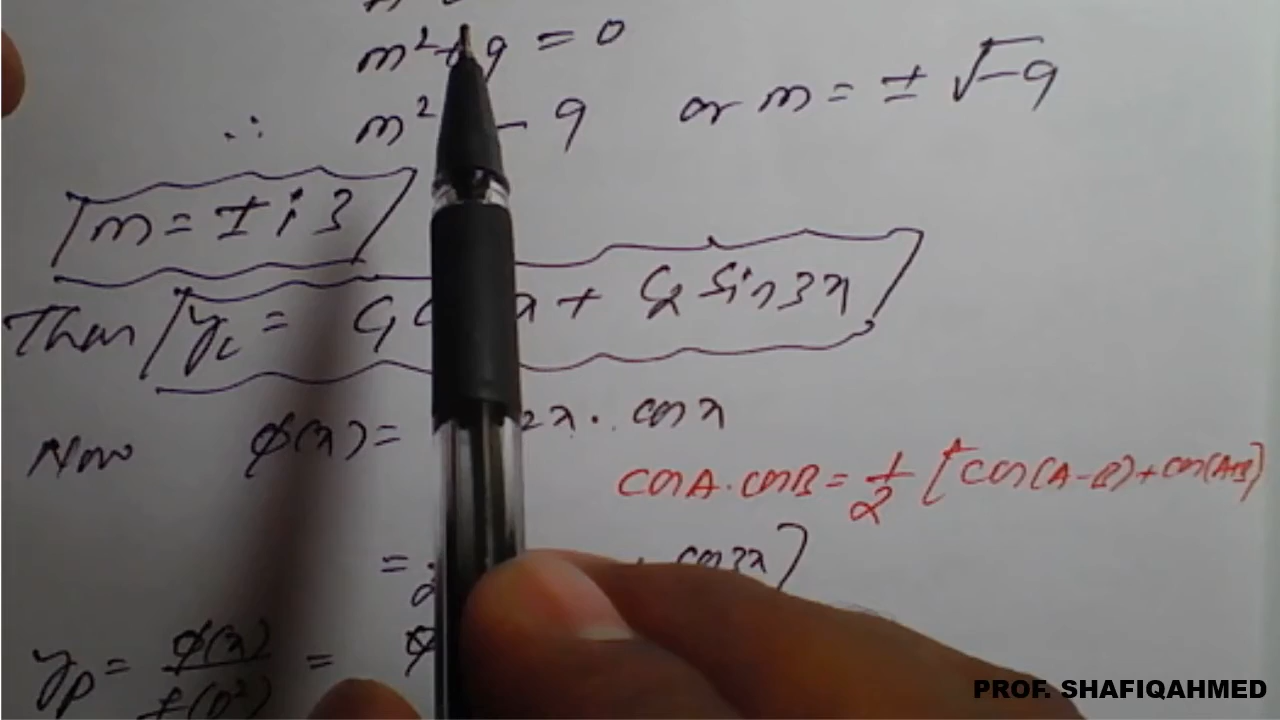 m² + 9 = 0
∴ m² - 9 or m = ± √-9
m = ± i 3
Then y_c = C₁ C x + C₂ Sin 3x
Now φ(x) = 2x . cos x
cos A . cos B = 1/2 [cos(A-B) + cos(A+B)]
= cos 3x]
y_p = φ(x)/f(D²) = φ
PROF. SHAFIQAHMED